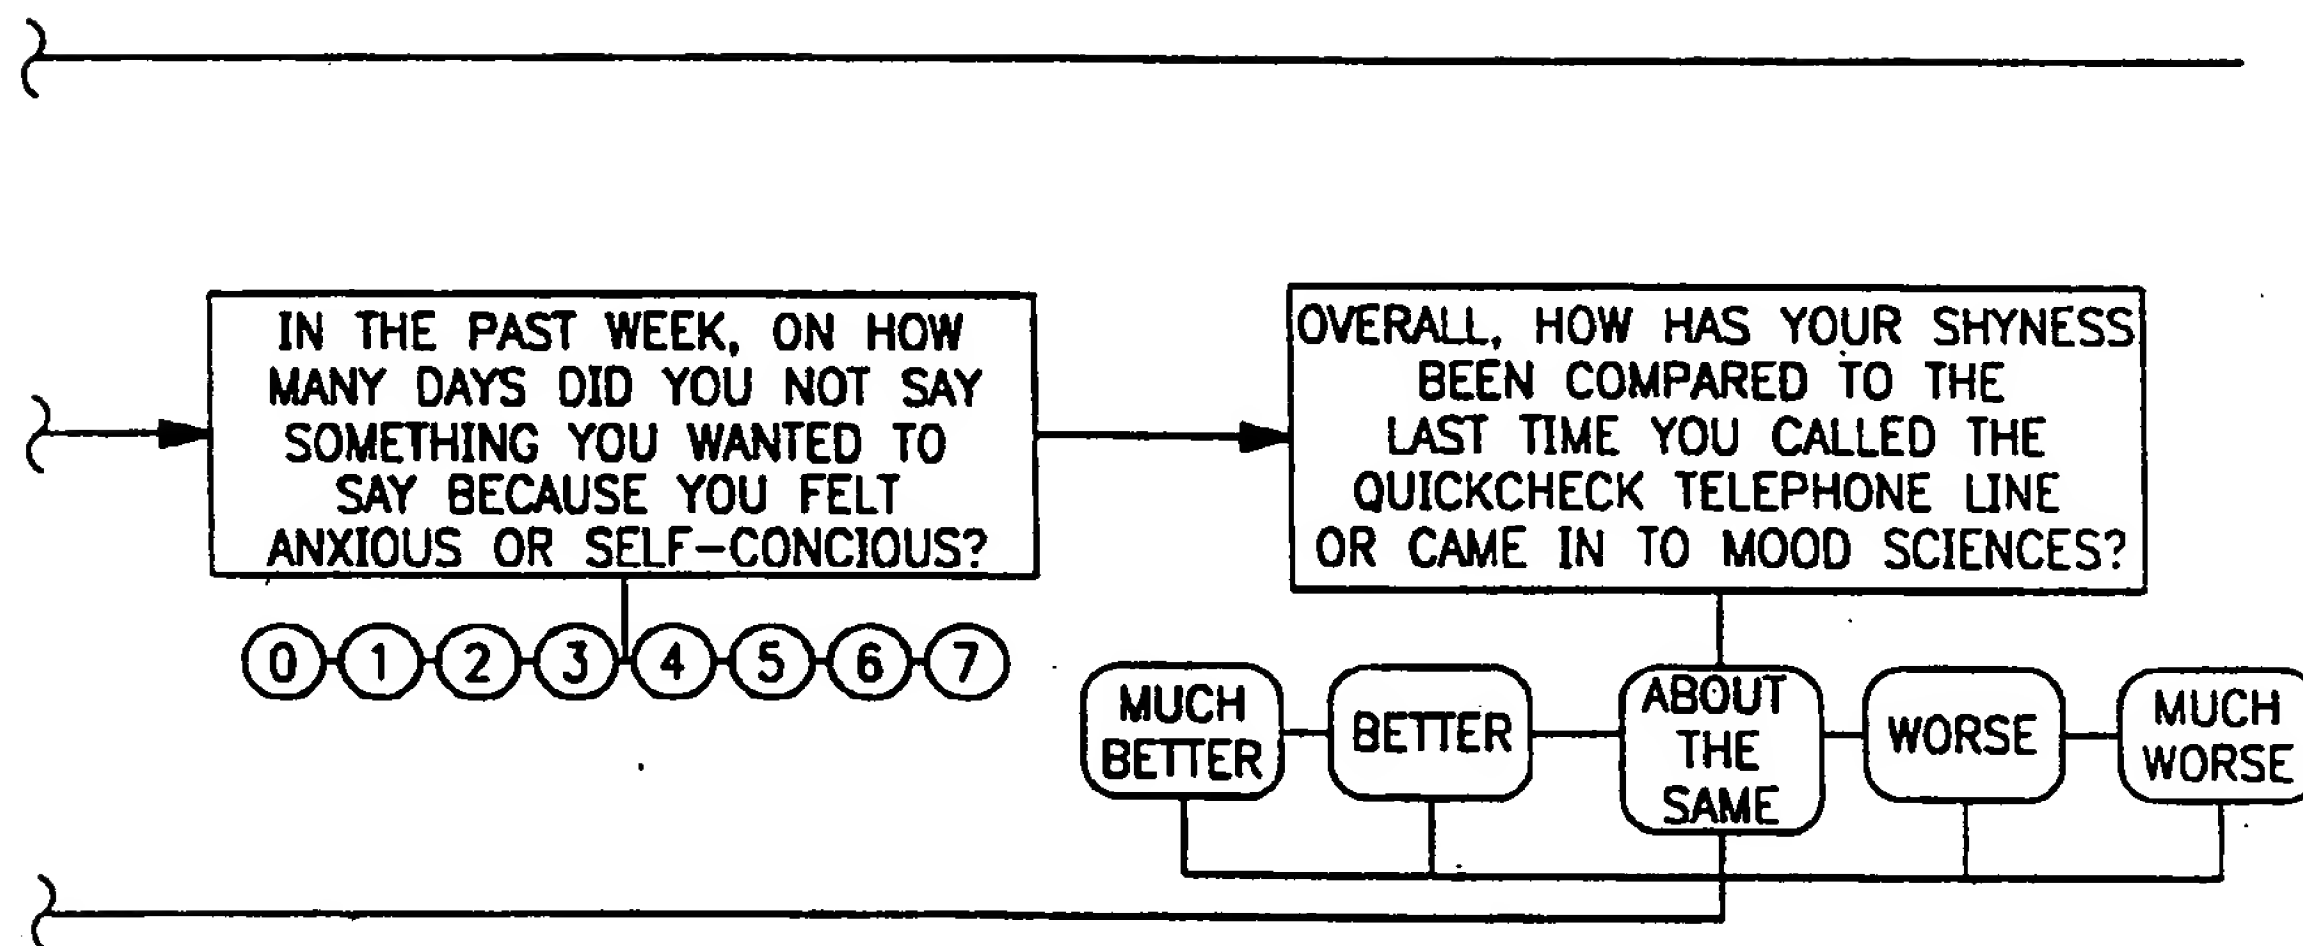 IN THE PAST WEEK, ON HOW
MANY DAYS DID YOU NOT SAY
SOMETHING YOU WANTED TO
SAY BECAUSE YOU FELT
ANXIOUS OR SELF-CONCIOUS?
0 1 2 3 4 5 6 7
OVERALL, HOW HAS YOUR SHYNESS
BEEN COMPARED TO THE
LAST TIME YOU CALLED THE
QUICKCHECK TELEPHONE LINE
OR CAME IN TO MOOD SCIENCES?
MUCH
BETTER
BETTER
ABOUT
THE
SAME
WORSE
MUCH
WORSE